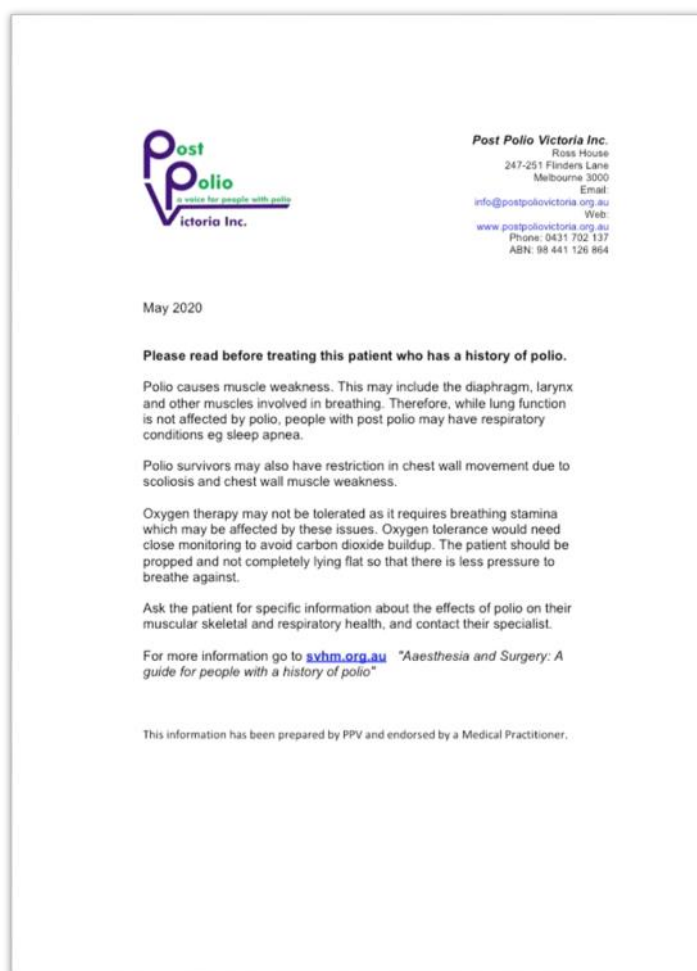 Post
Polio
a voice for people with polio
Victoria Inc.
Post Polio Victoria Inc.
Ross House
247-251 Flinders Lane
Melbourne 3000
Email:
info@postpoliovictoria.org.au
Web:
www.postpoliovictoria.org.au
Phone: 0431 702 137
ABN: 98 441 126 864
May 2020
Please read before treating this patient who has a history of polio.
Polio causes muscle weakness. This may include the diaphragm, larynx
and other muscles involved in breathing. Therefore, while lung function
is not affected by polio, people with post polio may have respiratory
conditions eg sleep apnea.
Polio survivors may also have restriction in chest wall movement due to
scoliosis and chest wall muscle weakness.
Oxygen therapy may not be tolerated as it requires breathing stamina
which may be affected by these issues. Oxygen tolerance would need
close monitoring to avoid carbon dioxide buildup. The patient should be
propped and not completely lying flat so that there is less pressure to
breathe against.
Ask the patient for specific information about the effects of polio on their
muscular skeletal and respiratory health, and contact their specialist.
For more information go to svhm.org.au "Aaesthesia and Surgery: A
guide for people with a history of polio"
This information has been prepared by PPV and endorsed by a Medical Practitioner.